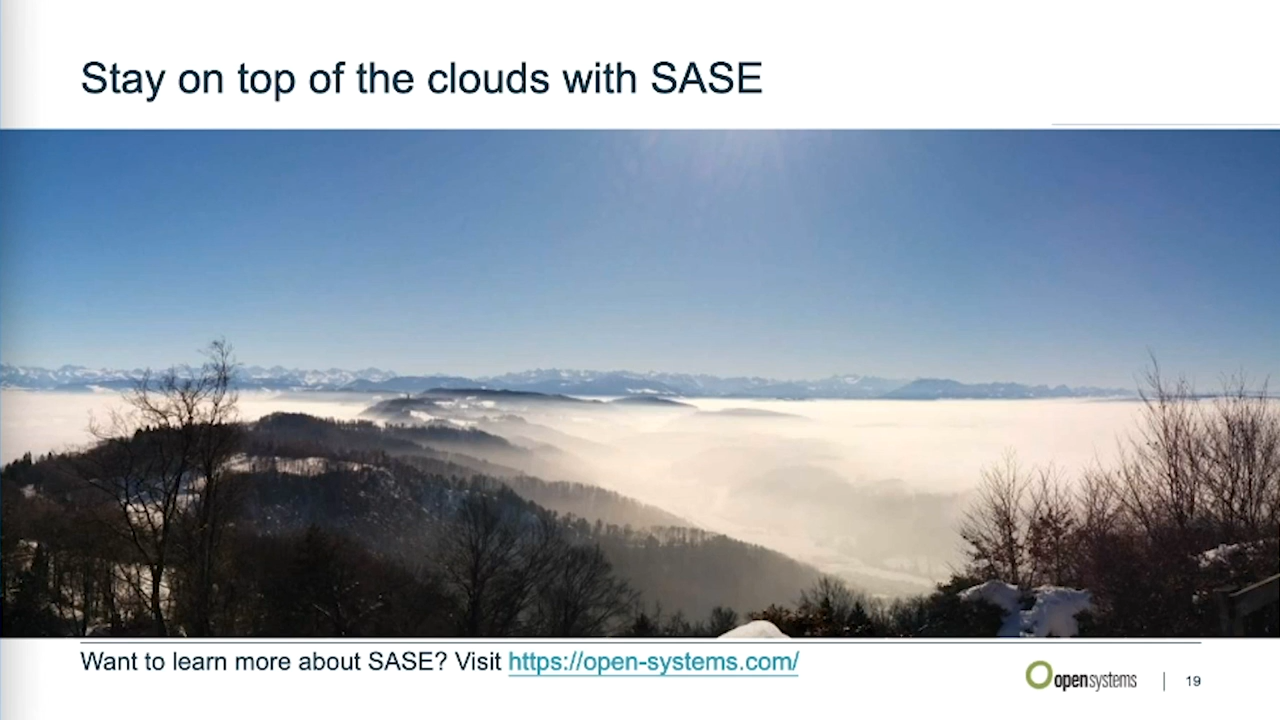 Stay on top of the clouds with SASE
Want to learn more about SASE? Visit https://open-systems.com/
opensystems | 19